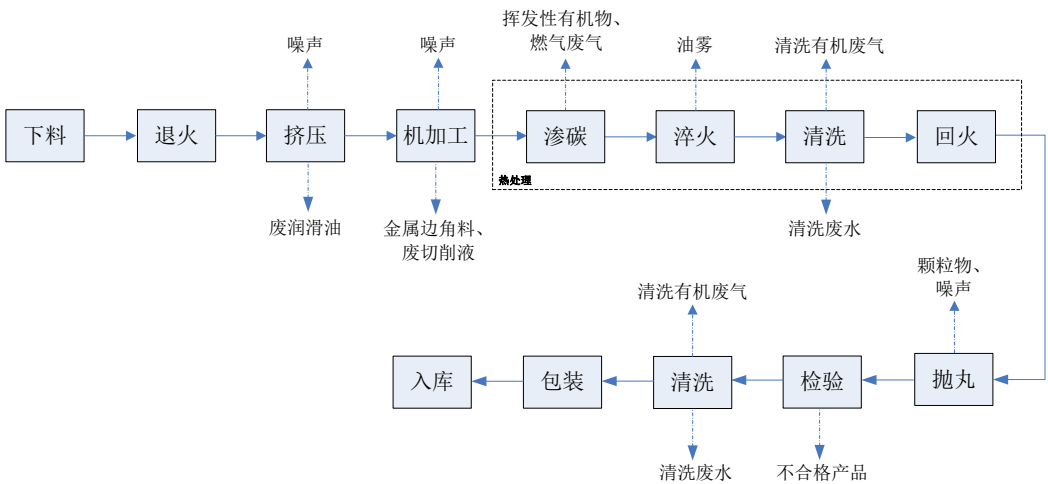 挥发性有机物、
燃气废气
噪声
噪声
油雾
清洗有机废气
下料
退火
挤压
机加工
渗碳
淬火
清洗
回火
热处理
废润滑油
金属边角料、
废切削液
清洗废水
颗粒物、
噪声
清洗有机废气
入库
包装
清洗
检验
抛丸
清洗废水
不合格产品